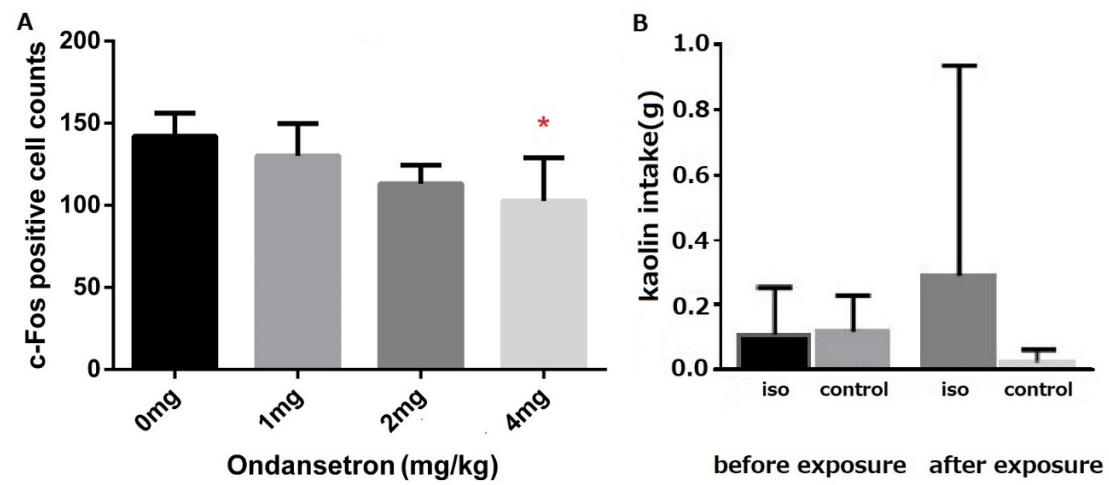 A
c-Fos positive cell counts
200
150
100
50
0
*
0mg
1mg
2mg
4mg
Ondansetron (mg/kg)
B
kaolin intake(g)
1.0
0.8
0.6
0.4
0.2
0.0
iso control iso control
before exposure after exposure